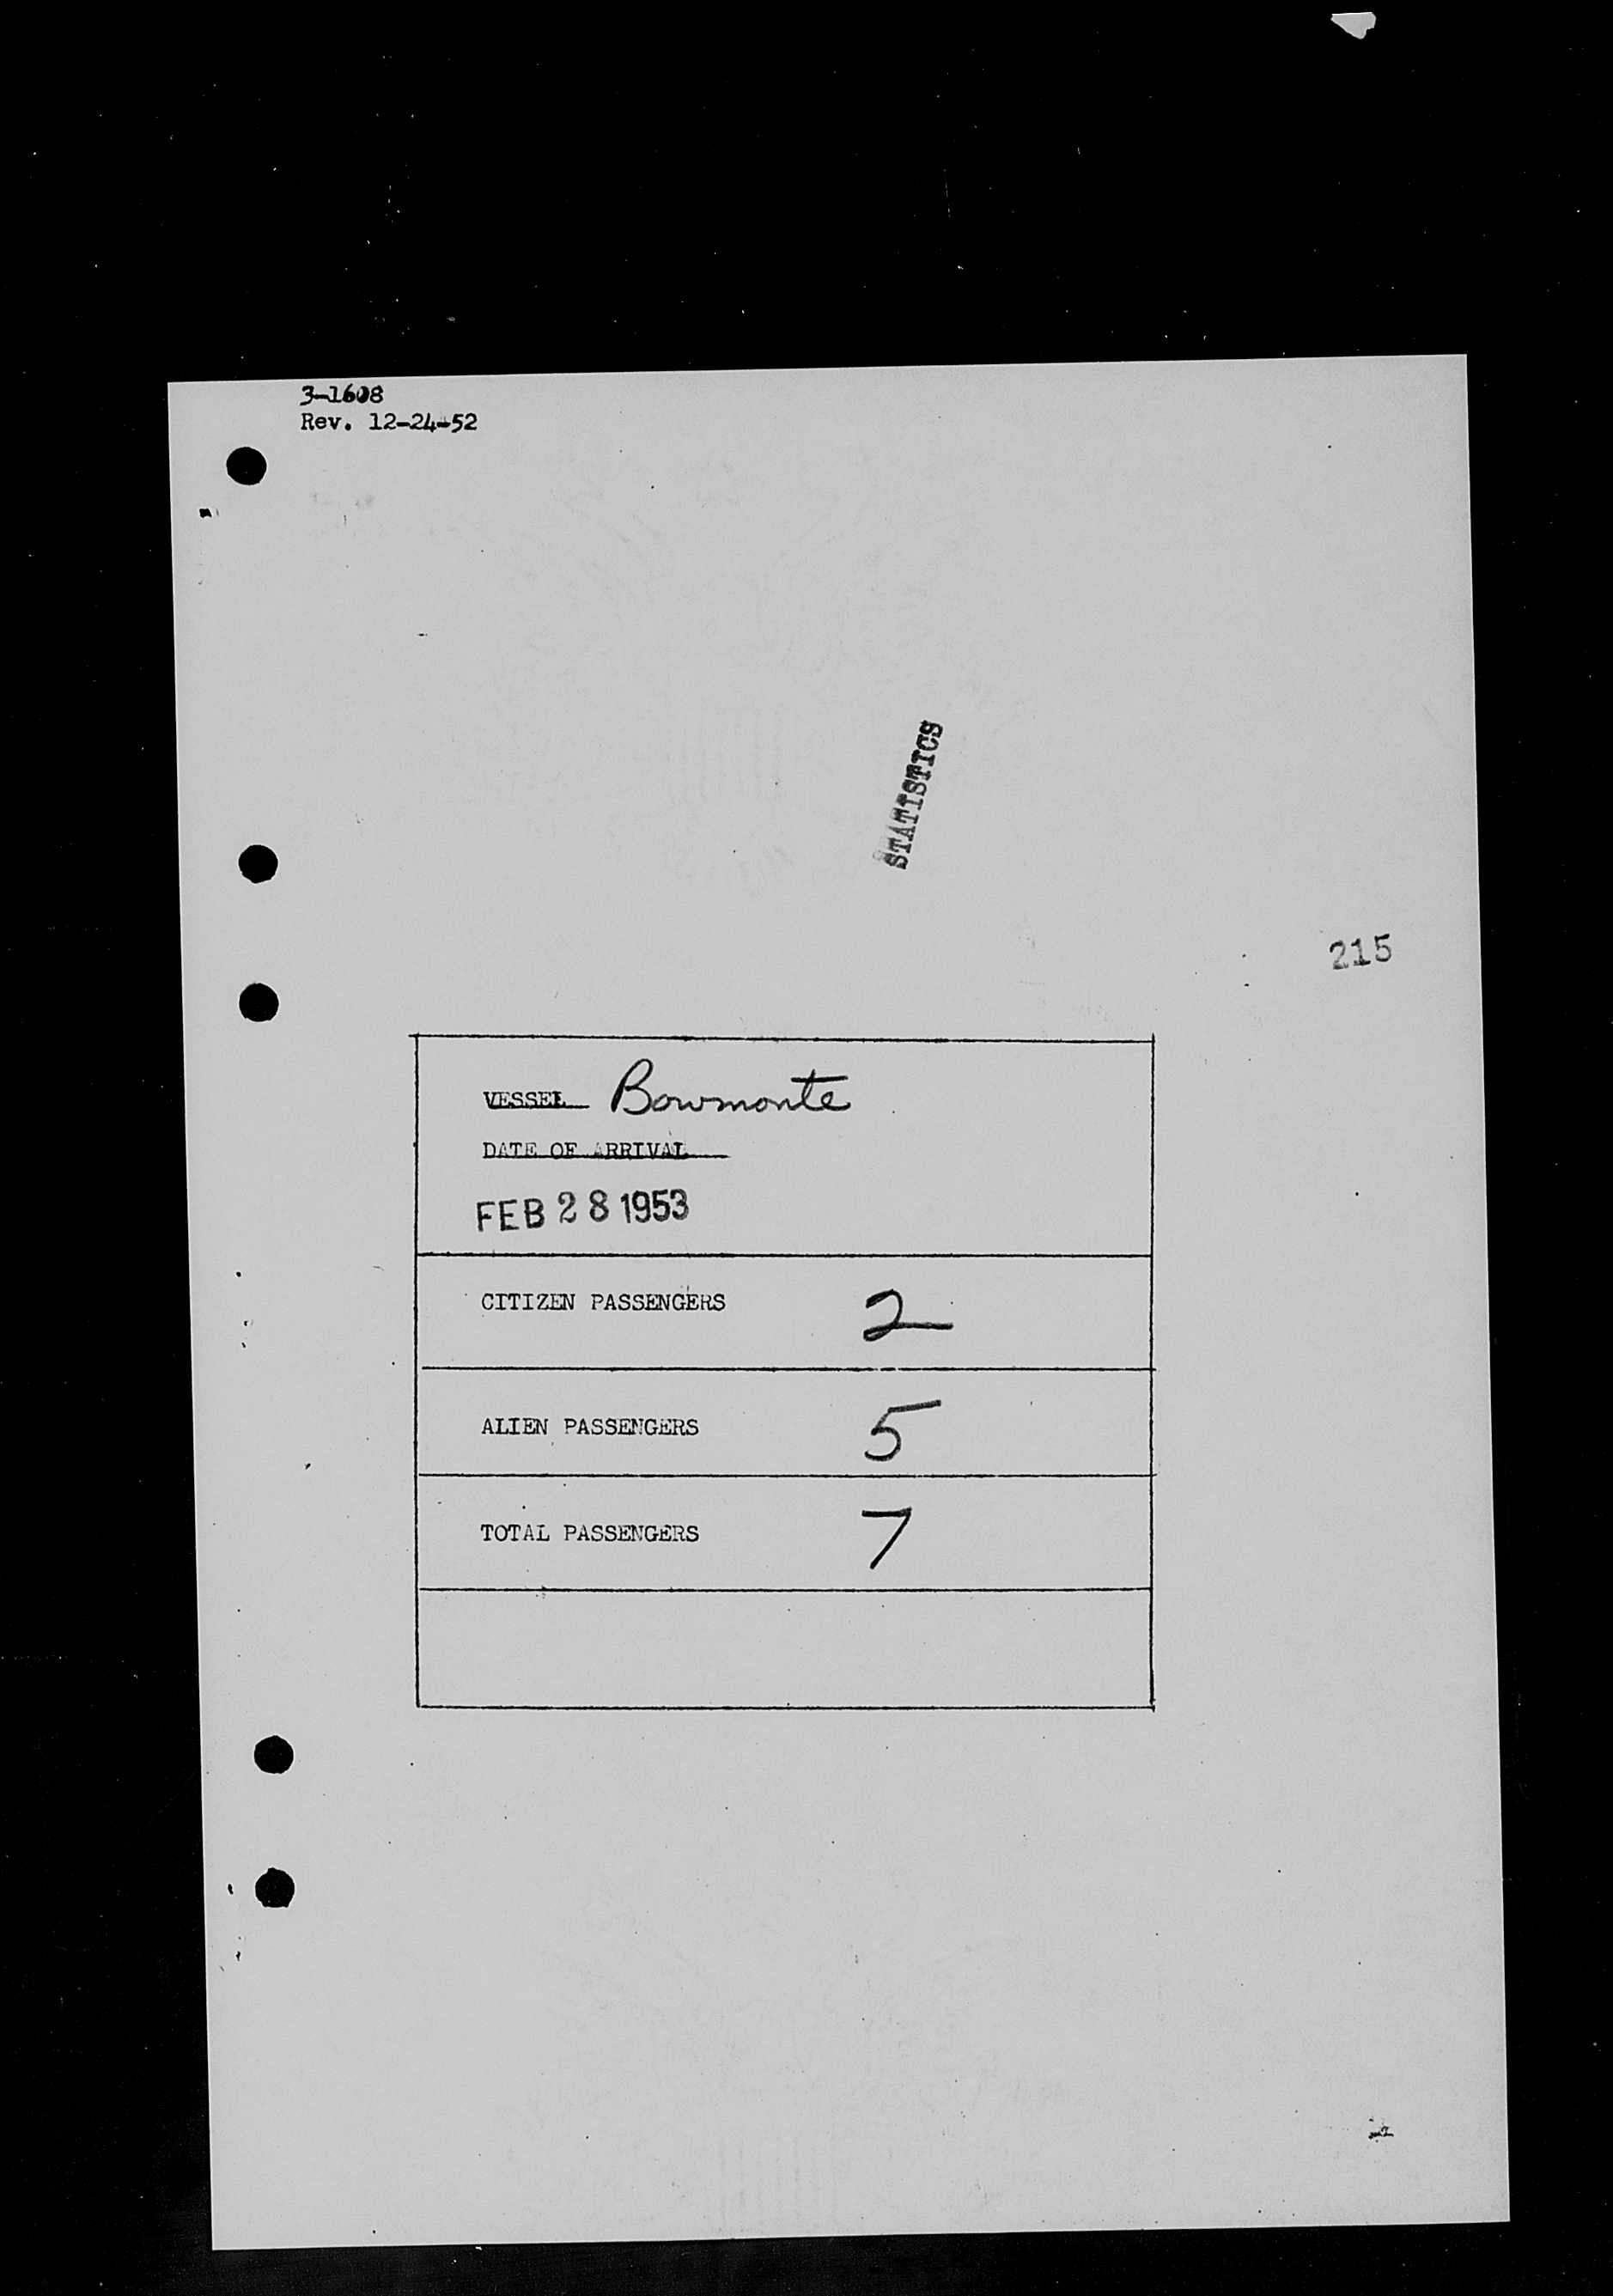 3-1608
Rev. 12-24-52
STATISTICS
215
VESSEL Bowmonte
DATE OF ARRIVAL
FEB 28 1953
CITIZEN PASSENGERS 2
ALIEN PASSENGERS 5
TOTAL PASSENGERS 7